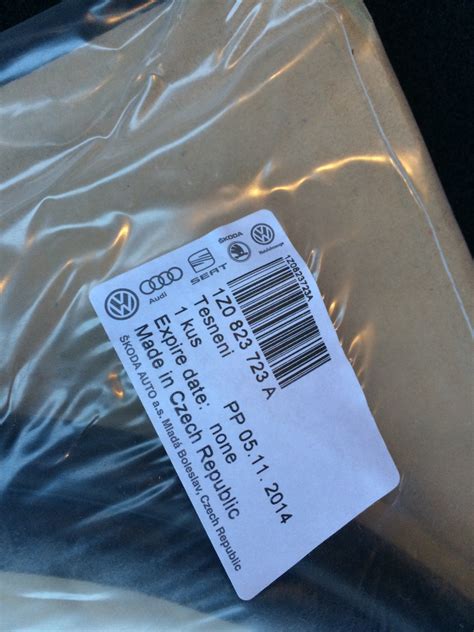 Audi
SEAT
ŠKODA
1Z0823723A
1Z0 823 723 A
Tesneni
1 kus
PP 05.11.2014
Expire date: none
Made in Czech Republic
ŠKODA AUTO a.s. Mladá Boleslav, Czech Republic